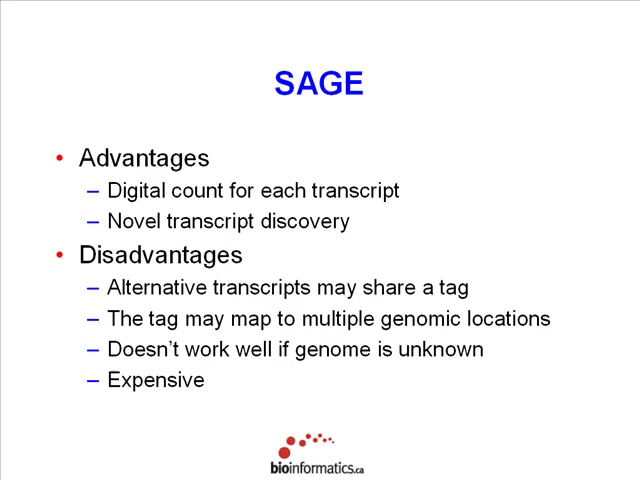 SAGE
• Advantages
– Digital count for each transcript
– Novel transcript discovery
• Disadvantages
– Alternative transcripts may share a tag
– The tag may map to multiple genomic locations
– Doesn't work well if genome is unknown
– Expensive
bioinformatics.ca